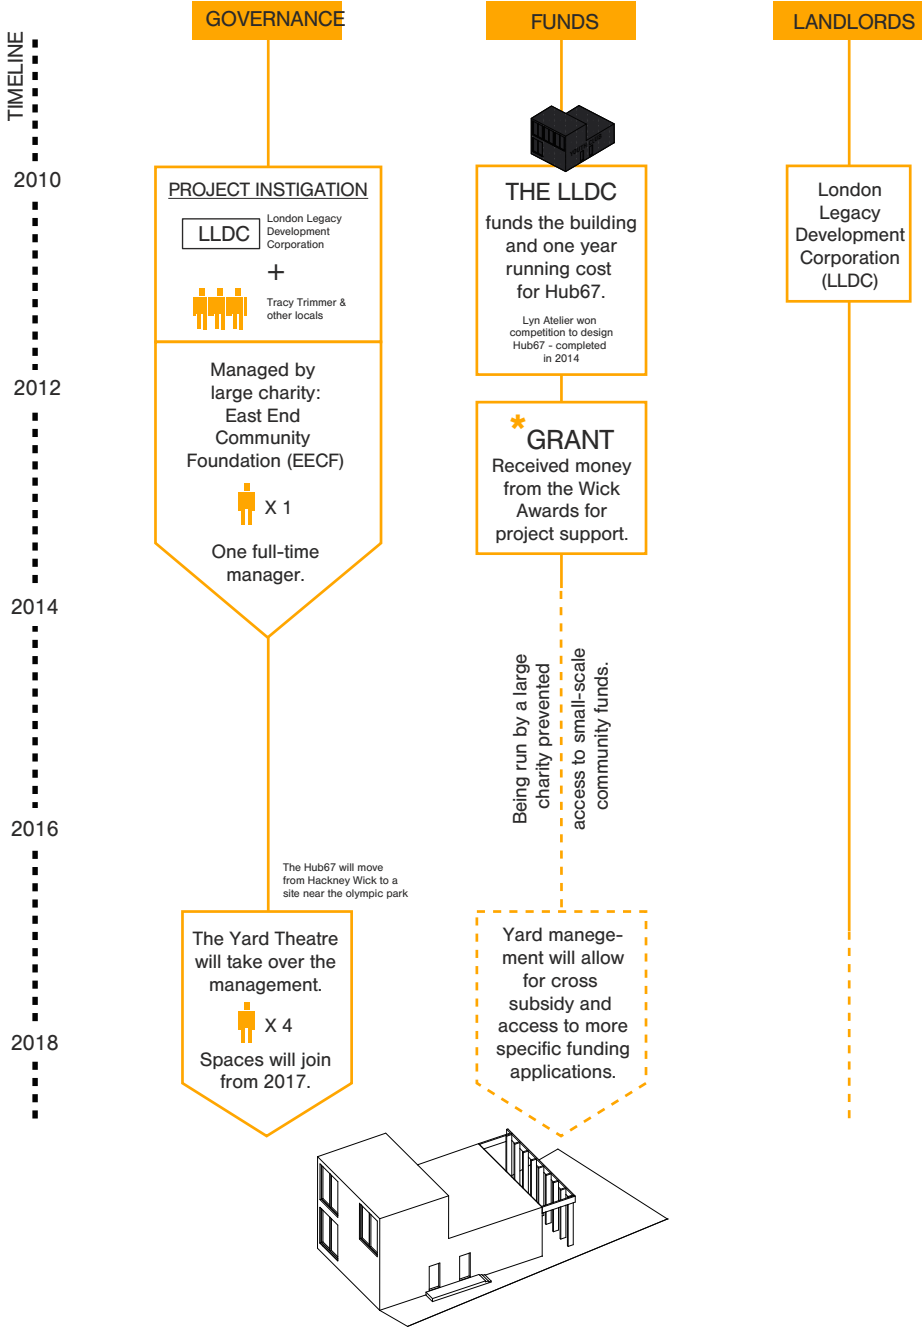 GOVERNANCE
FUNDS
LANDLORDS
TIMELINE
2010
2012
2014
2016
2018
PROJECT INSTIGATION
LLDC
London Legacy
Development
Corporation
+
Tracy Trimmer &
other locals
Managed by
large charity:
East End
Community
Foundation (EECF)
X 1
One full-time
manager.
The Hub67 will move
from Hackney Wick to a
site near the olympic park
The Yard Theatre
will take over the
management.
X 4
Spaces will join
from 2017.
THE LLDC
funds the building
and one year
running cost
for Hub67.
Lyn Atelier won
competition to design
Hub67 - completed
in 2014
*
GRANT
Received money
from the Wick
Awards for
project support.
Being run by a large
charity prevented
access to small-scale
community funds.
Yard manege-
ment will allow
for cross
subsidy and
access to more
specific funding
applications.
London
Legacy
Development
Corporation
(LLDC)